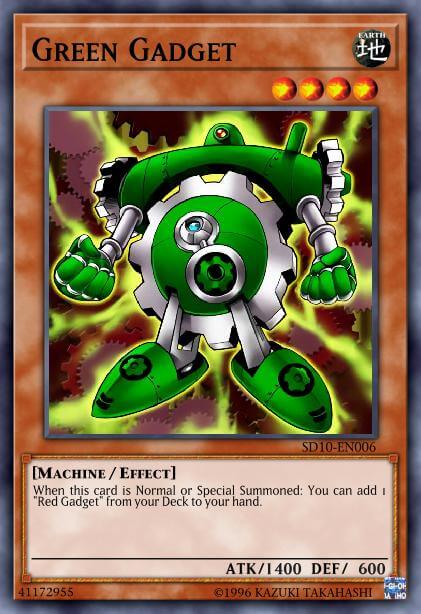 GREEN GADGET
EARTH
地
SD10-EN006
[MACHINE / EFFECT]
When this card is Normal or Special Summoned: You can add 1
"Red Gadget" from your Deck to your hand.
ATK/1400 DEF/ 600
41172955
©1996 KAZUKI TAKAHASHI